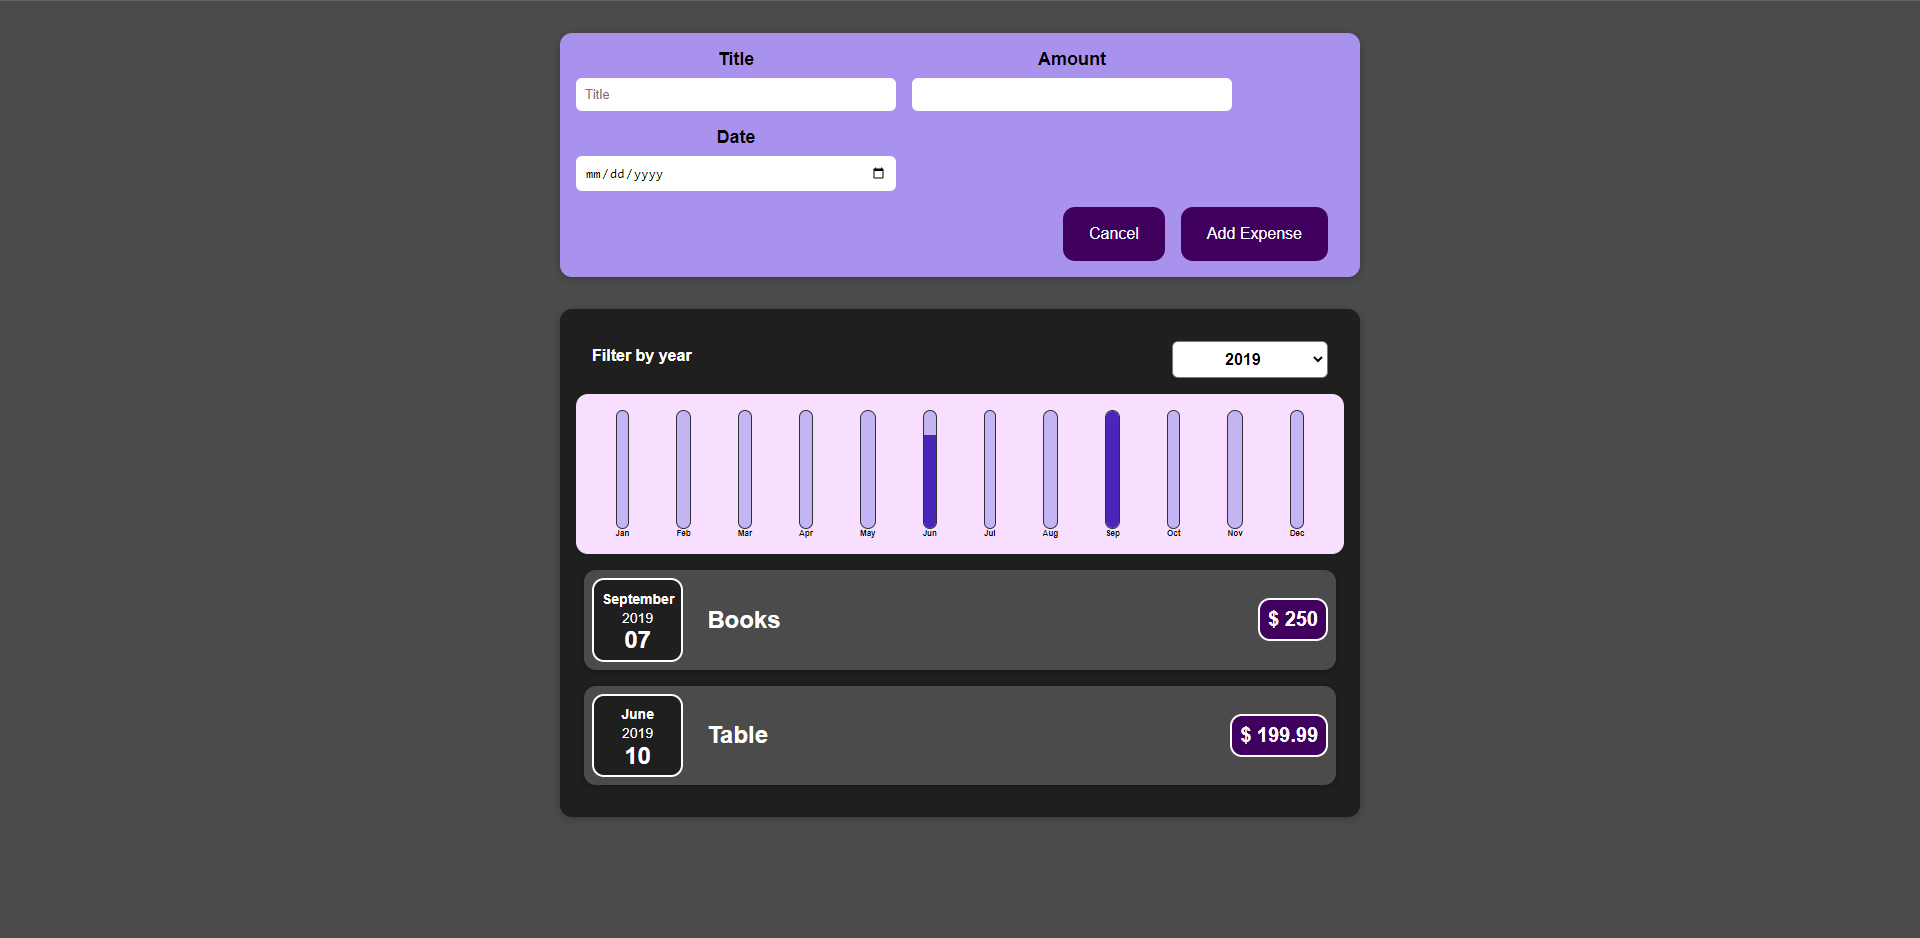 Title Amount
Title
Date
mm/dd/yyyy
Cancel Add Expense
Filter by year 2019
Jan Feb Mar Apr May Jun Jul Aug Sep Oct Nov Dec
September
2019
07
Books
$ 250
June
2019
10
Table
$ 199.99